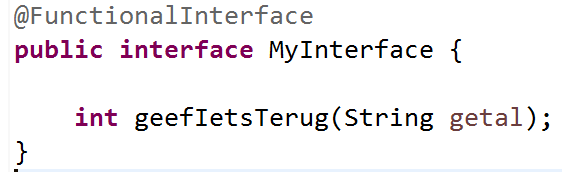 @FunctionalInterface
public interface MyInterface {
int geefIetsTerug(String getal);
}